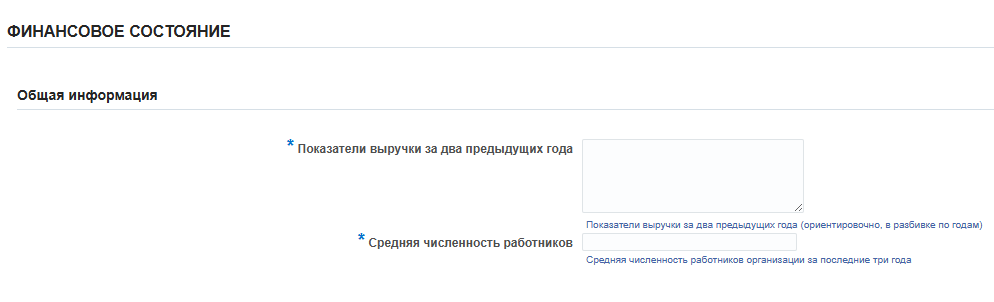 ФИНАНСОВОЕ СОСТОЯНИЕ
Общая информация
* Показатели выручки за два предыдущих года
Показатели выручки за два предыдущих года (ориентировочно, в разбивке по годам)
* Средняя численность работников
Средняя численность работников организации за последние три года